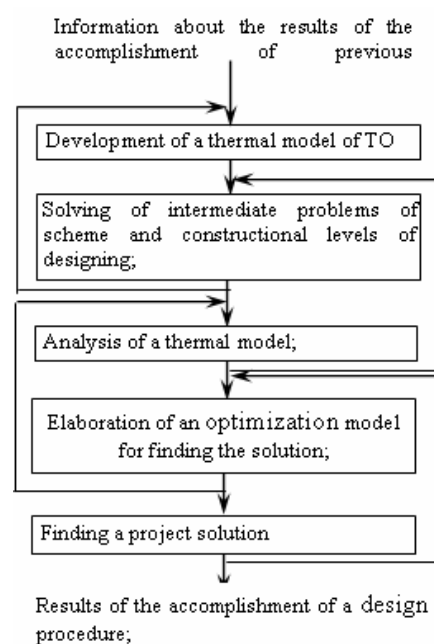 Information about the results of the
accomplishment of previous
Development of a thermal model of TO
Solving of intermediate problems of
scheme and constructional levels of
designing;
Analysis of a thermal model;
Elaboration of an optimization model
for finding the solution;
Finding a project solution
Results of the accomplishment of a design
procedure;